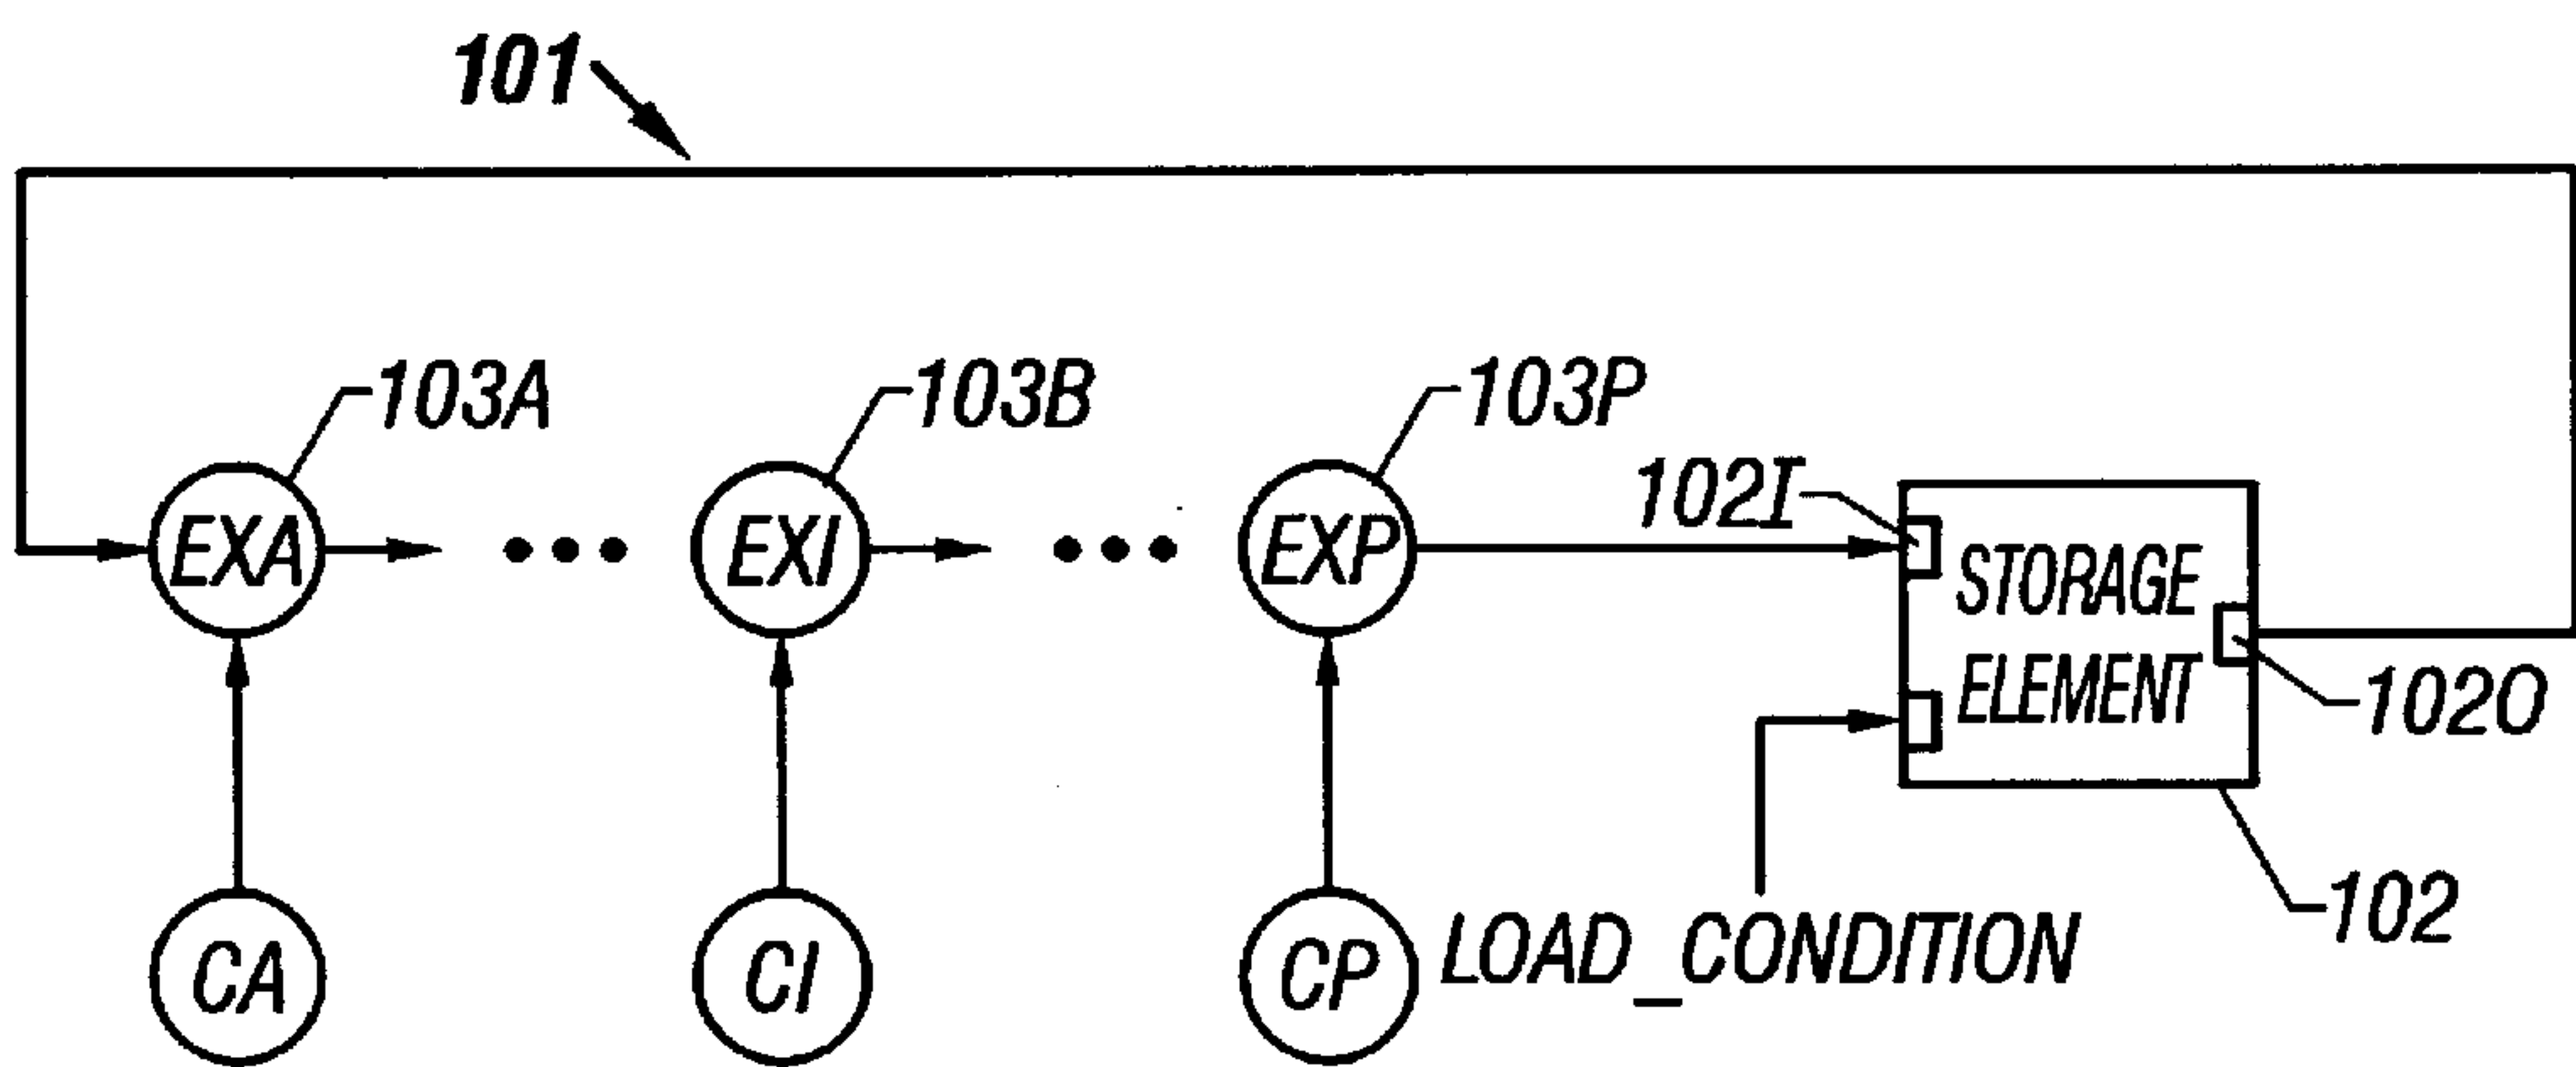 101
103A
103B
103P
102I
EXA
EXI
EXP
STORAGE
ELEMENT
102O
102
CA
CI
CP
LOAD_CONDITION